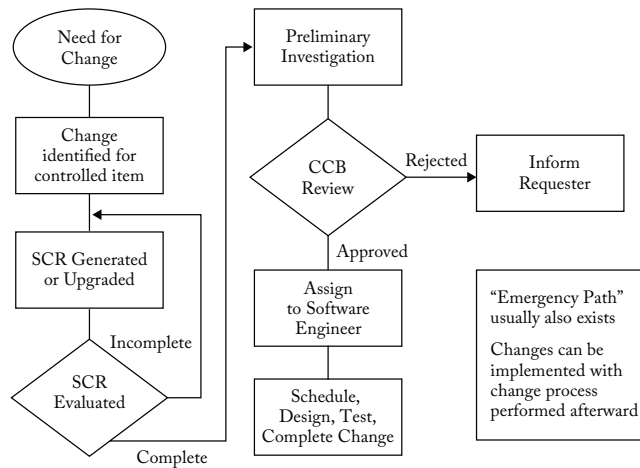 Need for
Change
Change
identified for
controlled item
SCR Generated
or Upgraded
Incomplete
SCR
Evaluated
Complete
Preliminary
Investigation
CCB
Review
Rejected
Inform
Requester
Approved
Assign
to Software
Engineer
Schedule,
Design, Test,
Complete Change
“Emergency Path”
usually also exists
Changes can be
implemented with
change process
performed afterward